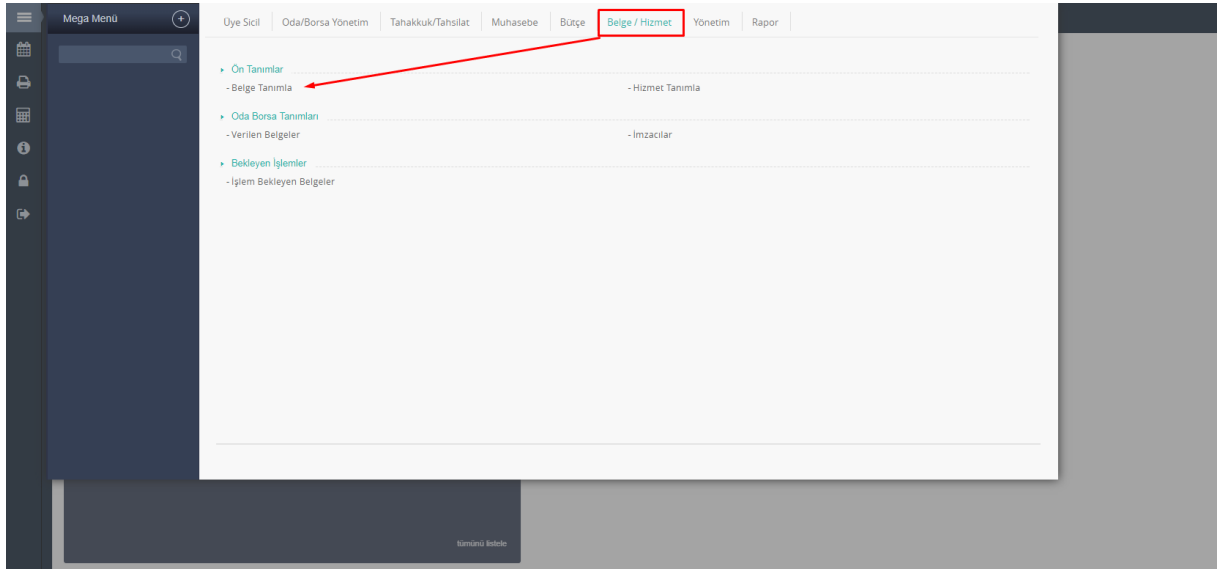 Mega Menü
Üye Sicil Oda/Borsa Yönetim Tahakkuk/Tahsilat Muhasebe Bütçe Belge / Hizmet Yönetim Rapor
Ön Tanımlar
- Belge Tanımla - Hizmet Tanımla
Oda Borsa Tanımları
- Verilen Belgeler - İmzacılar
Bekleyen İşlemler
- İşlem Bekleyen Belgeler
tümünü listele